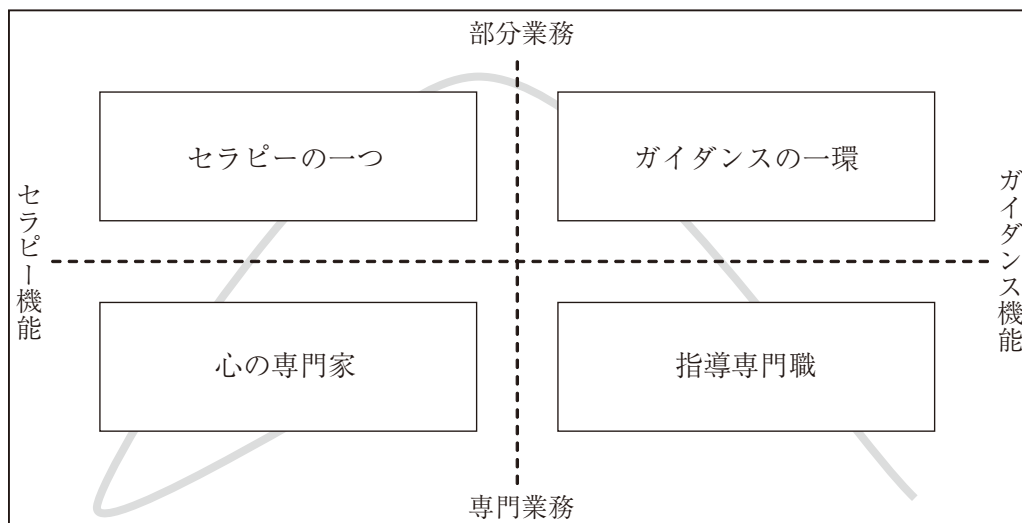 部分業務
セラピーの一つ
ガイダンスの一環
セラピー機能
ガイダンス機能
心の専門家
指導専門職
専門業務